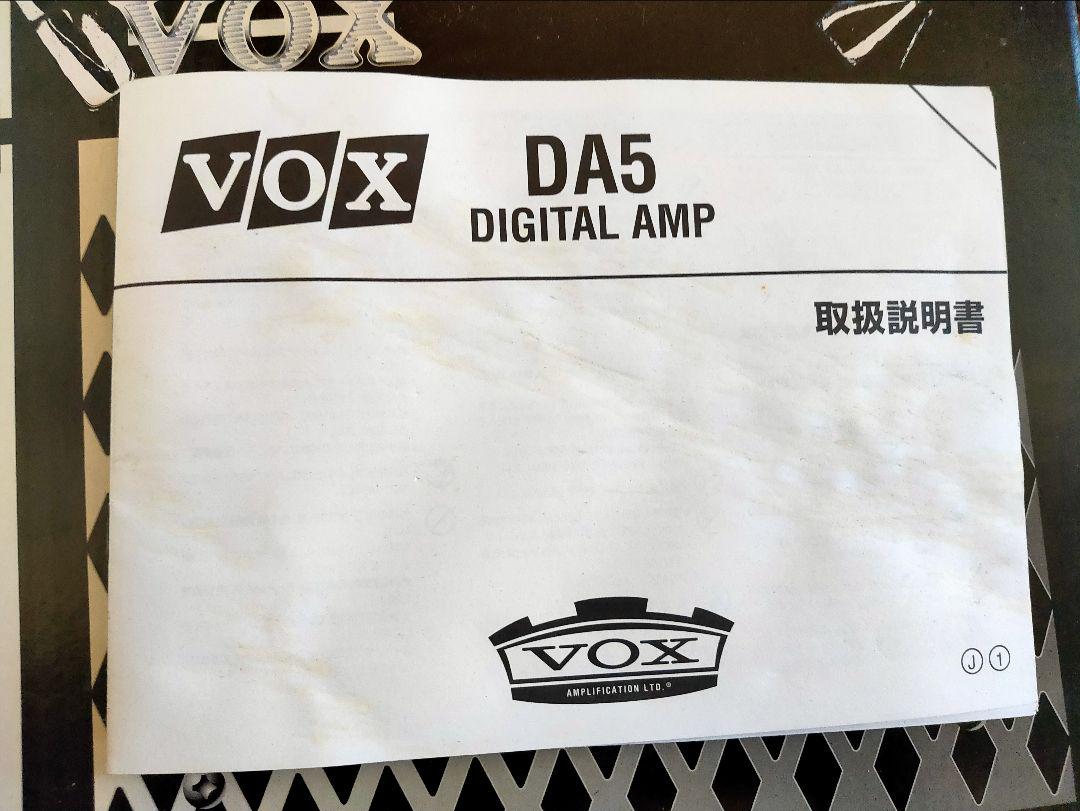 VOX
VOX
DA5
DIGITAL AMP
取扱説明書
VOX
AMPLIFICATION LTD.®
J 1